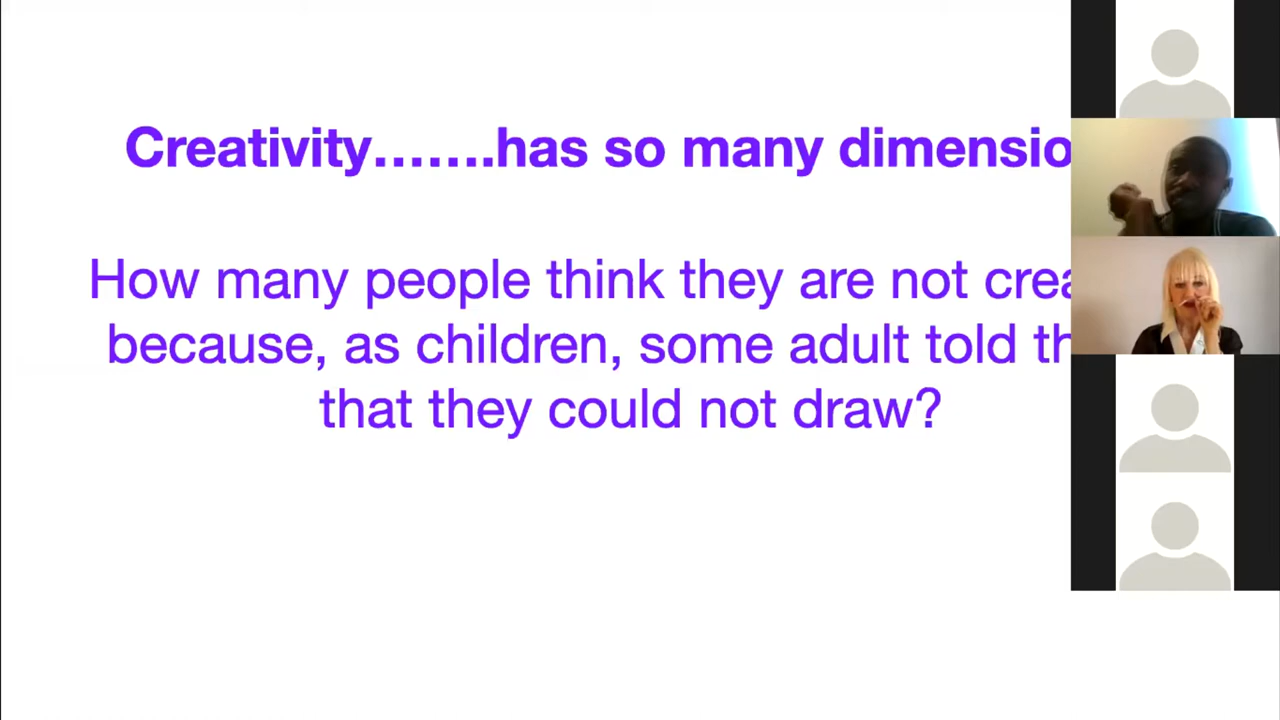 Creativity.......has so many dimensio
How many people think they are not crea
because, as children, some adult told th
that they could not draw?